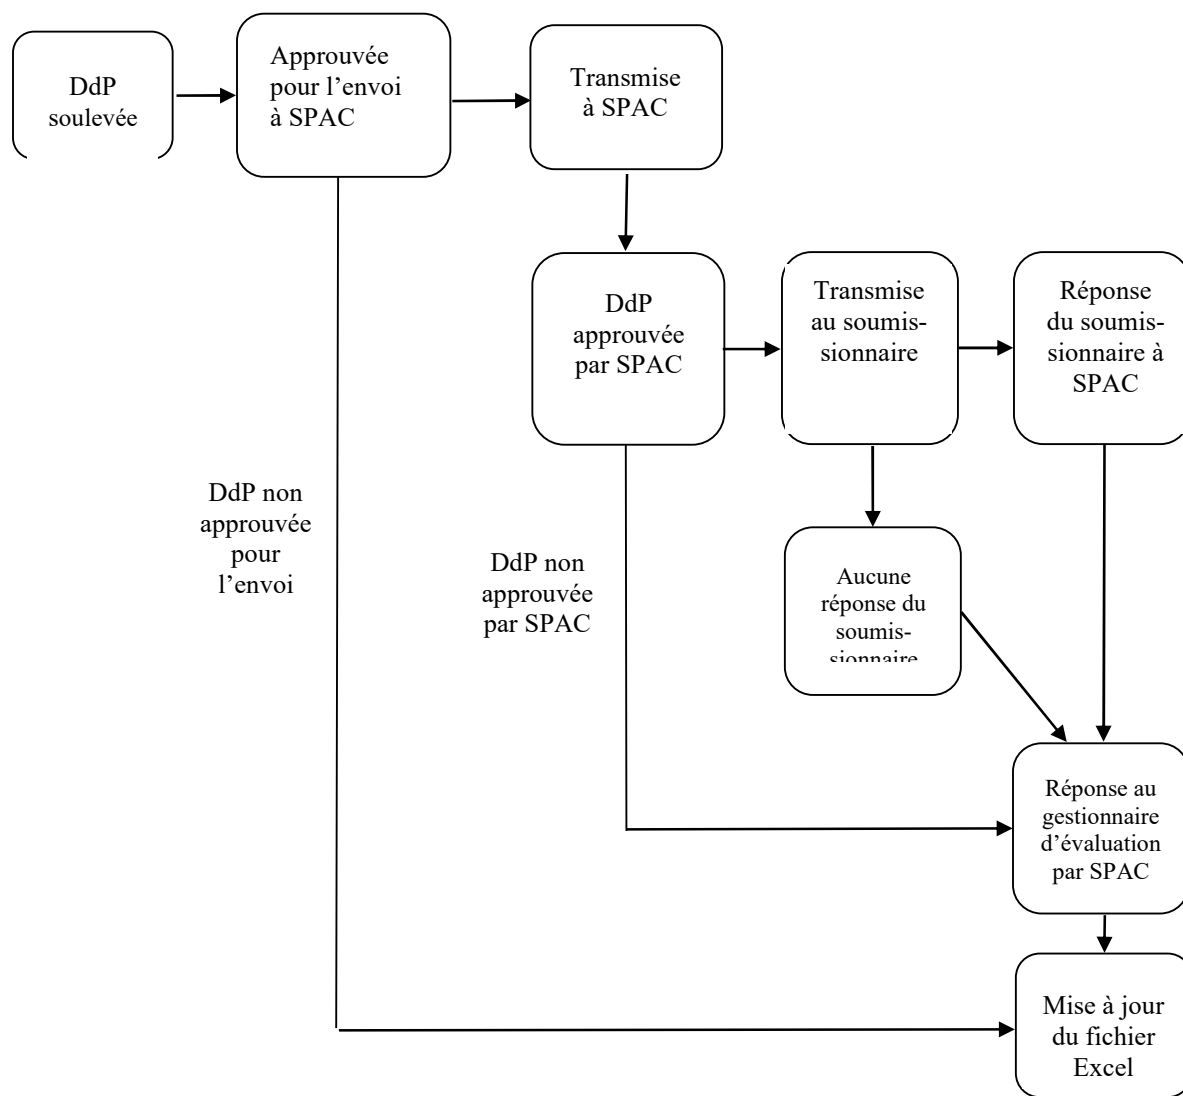 DdP
soulevée
Approuvée
pour l’envoi
à SPAC
Transmise
à SPAC
DdP
approuvée
par SPAC
Transmise
au soumis-
sionnaire
Réponse
du soumis-
sionnaire à
SPAC
DdP non
approuvée
pour
l’envoi
DdP non
approuvée
par SPAC
Aucune
réponse du
soumis-
sionnaire
Réponse au
gestionnaire
d’évaluation
par SPAC
Mise à jour
du fichier
Excel